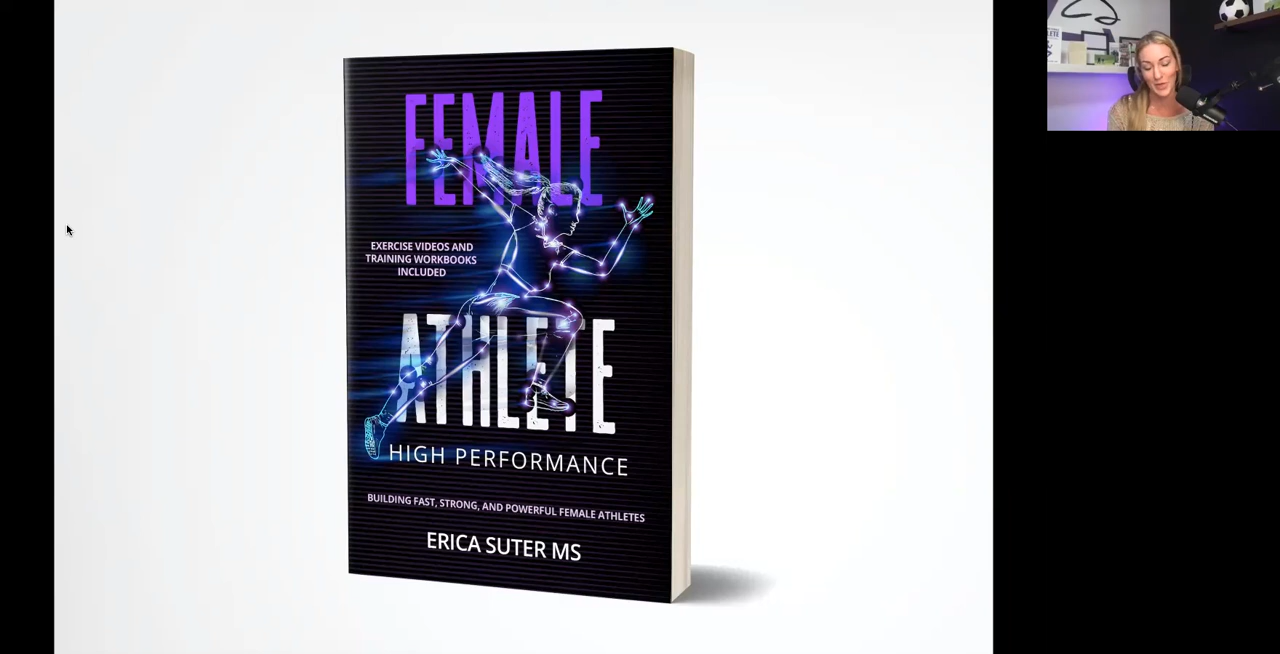 FEMALE
EXERCISE VIDEOS AND
TRAINING WORKBOOKS
INCLUDED
ATHLETE
HIGH PERFORMANCE
BUILDING FAST, STRONG, AND POWERFUL FEMALE ATHLETES
ERICA SUTER MS